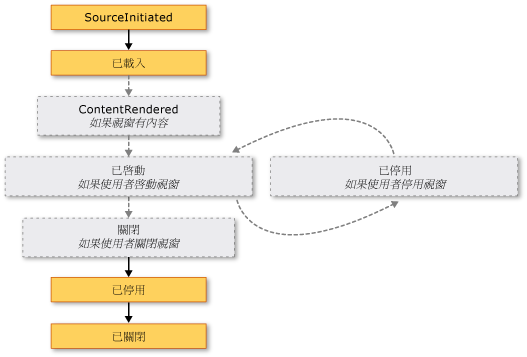 SourceInitiated
已載入
ContentRendered
如果視窗有內容
已啓動
如果使用者啓動視窗
已停用
如果使用者停用視窗
關閉
如果使用者關閉視窗
已停用
已關閉